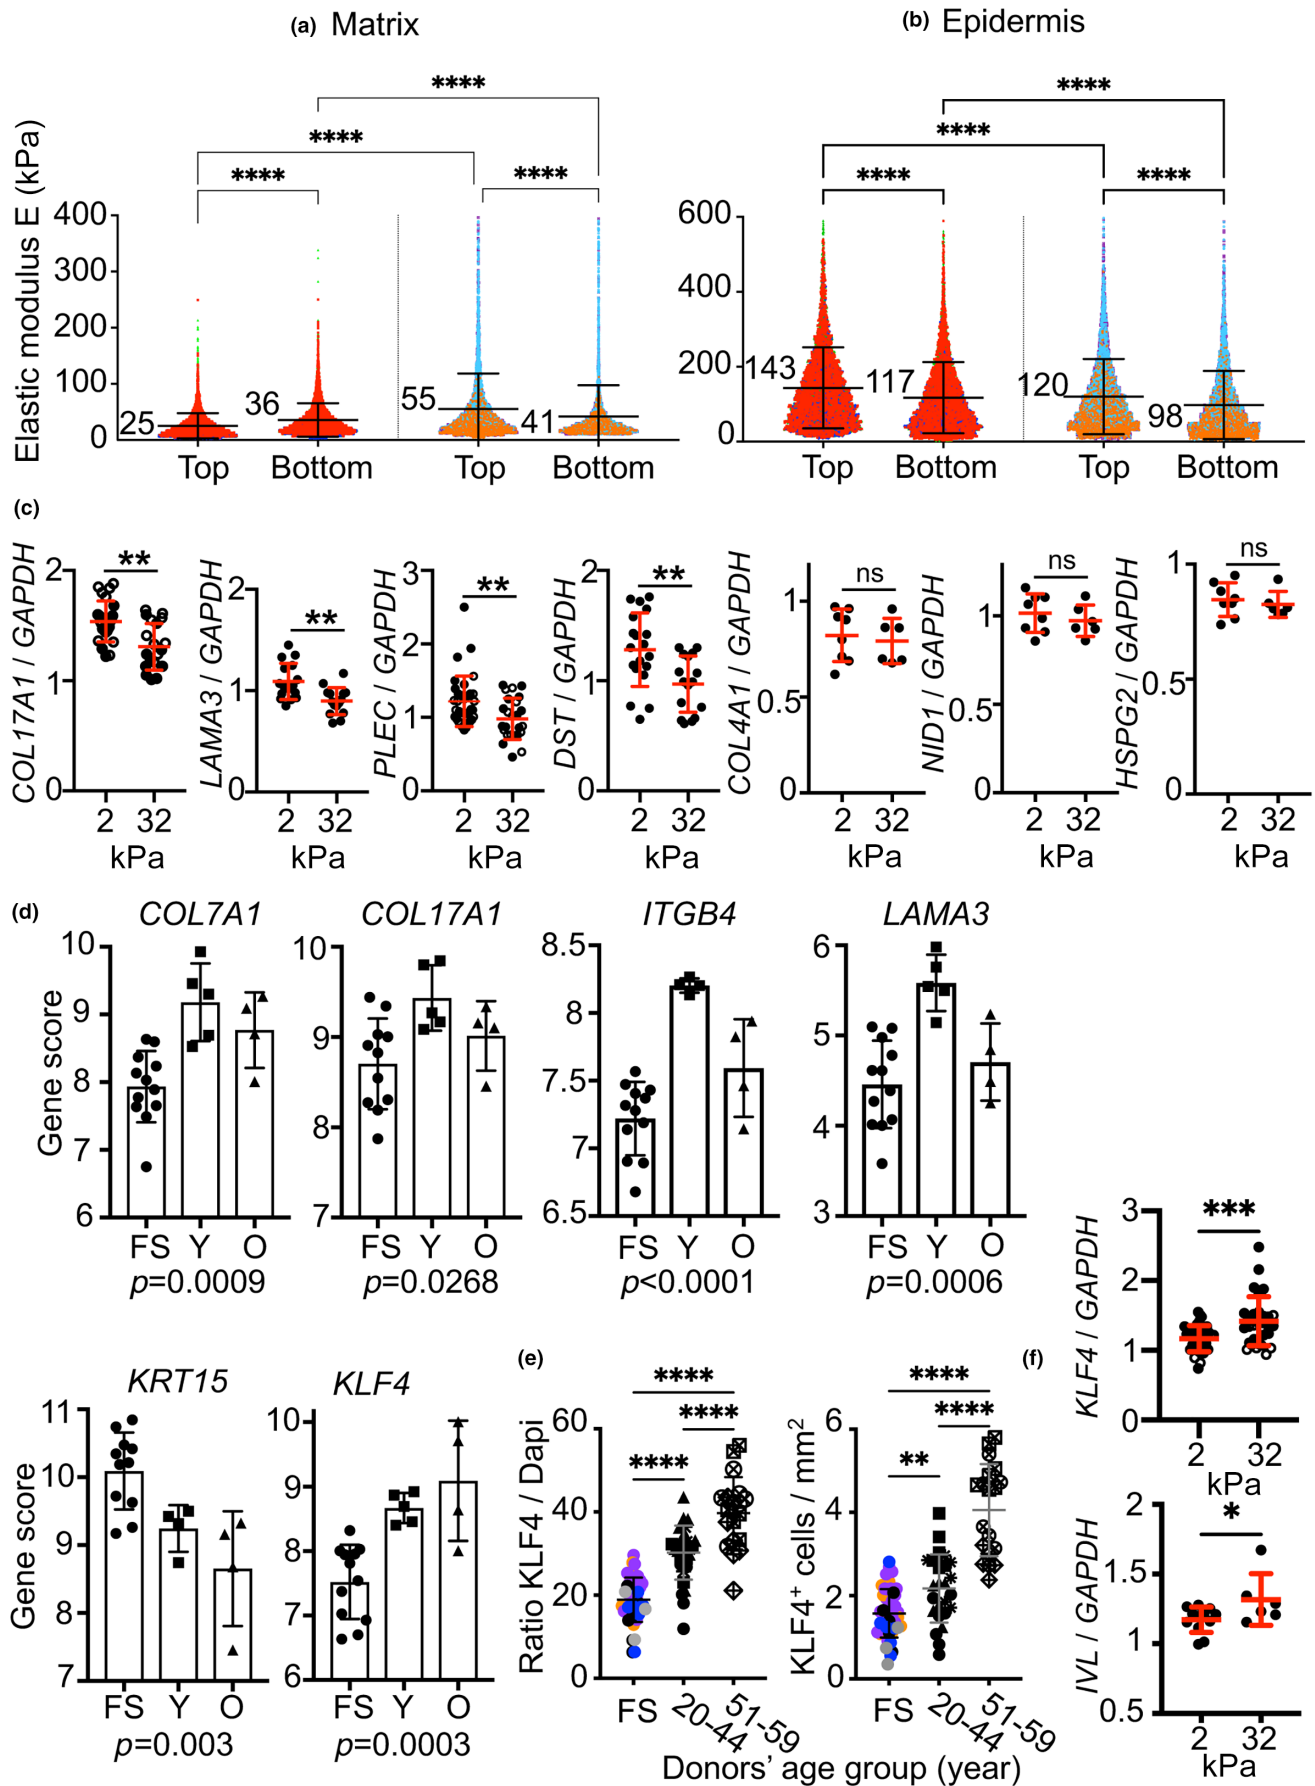 (a) Matrix
(b) Epidermis
****
****
****
****
****
****
****
****
Elastic modulus E (kPa)
400
300
200
100
0
25
36
55
41
Top
Bottom
Top
Bottom
600
400
200
0
143
117
120
98
Top
Bottom
Top
Bottom
(c)
COL17A1 / GAPDH
2
1
0
**
2 32
kPa
LAMA3 / GAPDH
2
1
0
**
2 32
kPa
PLEC / GAPDH
3
2
1
0
**
2 32
kPa
DST / GAPDH
2
1
0
**
2 32
kPa
COL4A1 / GAPDH
1
0.5
0
ns
2 32
kPa
NID1 / GAPDH
1
0.5
0
ns
2 32
kPa
HSPG2 / GAPDH
1
0.5
0
ns
2 32
kPa
(d)
COL7A1
Gene score
10
9
8
7
6
FS Y O
p=0.0009
COL17A1
10
9
8
7
FS Y O
p=0.0268
ITGB4
8.5
8
7.5
7
6.5
FS Y O
p<0.0001
LAMA3
6
5
4
3
FS Y O
p=0.0006
KRT15
Gene score
11
10
9
8
7
FS Y O
p=0.003
KLF4
10
9
8
7
6
FS Y O
p=0.0003
(e)
Ratio KLF4 / Dapi
60
40
20
0
****
****
****
FS
20-44
51-59
KLF4+ cells / mm2
6
4
2
0
****
****
**
FS
20-44
51-59
Donors' age group (year)
(f)
KLF4 / GAPDH
3
2
1
0
***
2 32
kPa
IVL / GAPDH
2
1.5
1
0.5
*
2 32
kPa